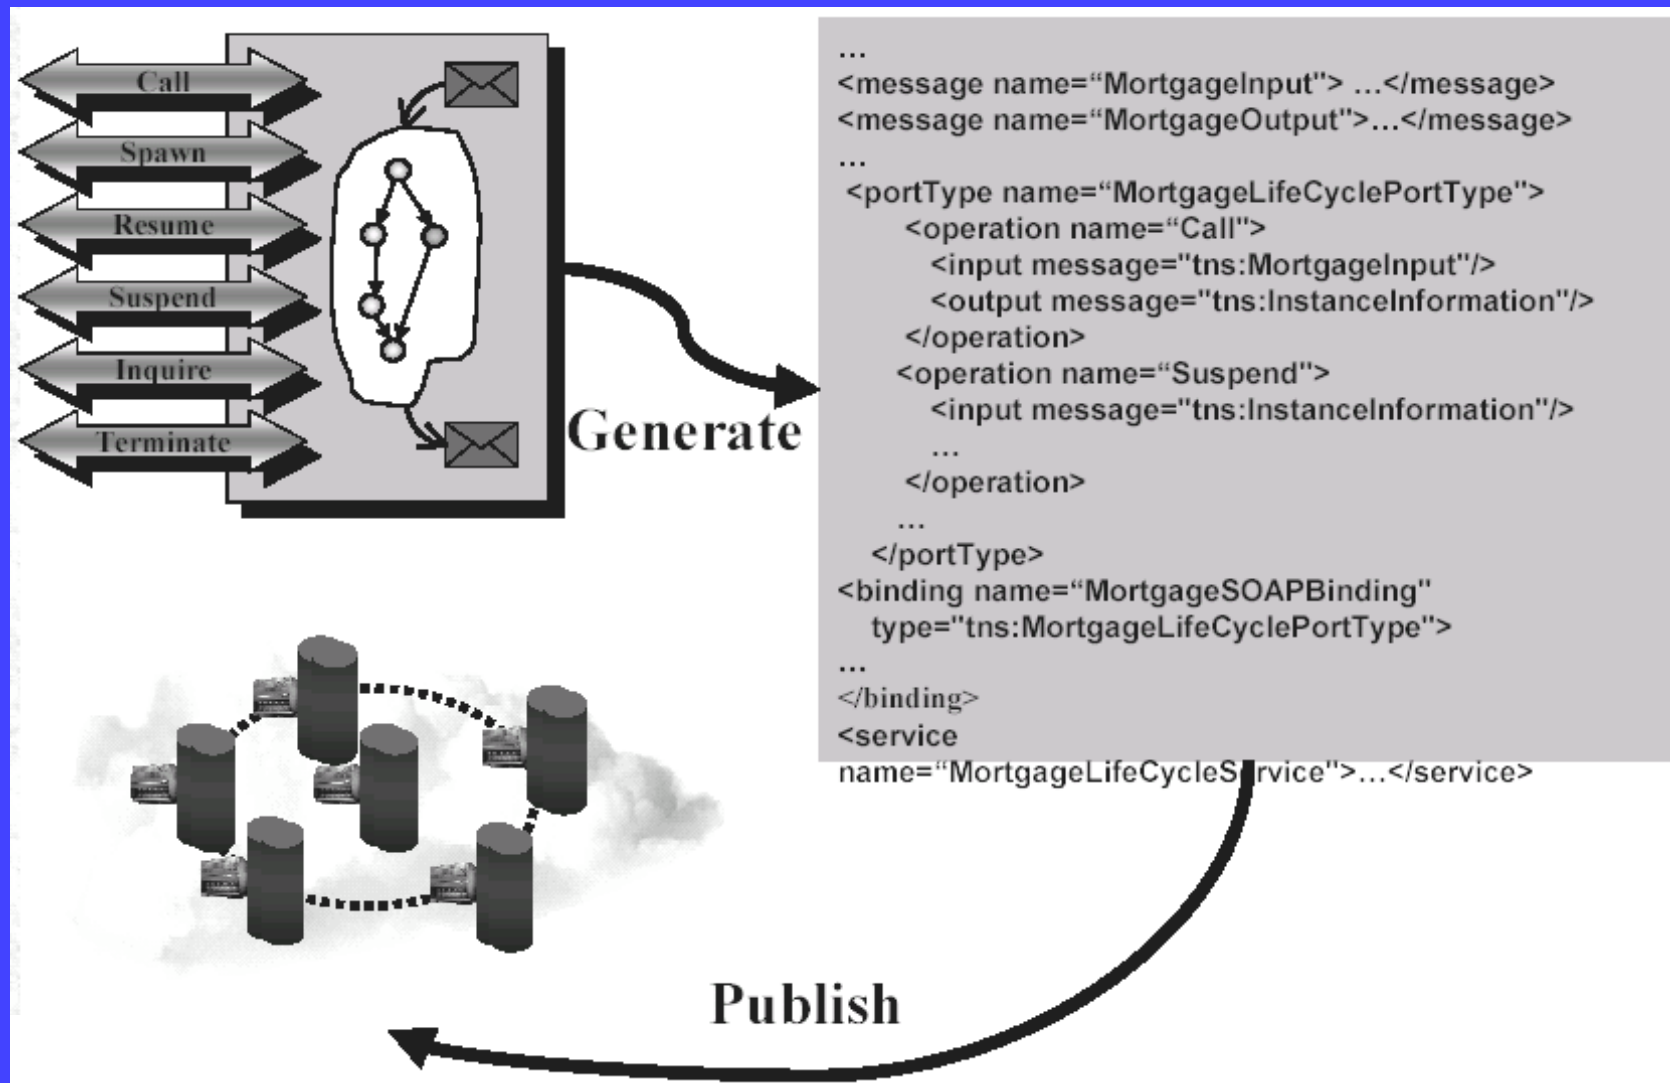 Call
Spawn
Resume
Suspend
Inquire
Terminate
Generate
…
<message name=“MortgageInput"> …</message>
<message name=“MortgageOutput">…</message>
…
<portType name=“MortgageLifeCyclePortType">
<operation name=“Call">
<input message="tns:MortgageInput"/>
<output message="tns:InstanceInformation"/>
</operation>
<operation name=“Suspend">
<input message="tns:InstanceInformation"/>
…
</operation>
…
</portType>
<binding name=“MortgageSOAPBinding"
type="tns:MortgageLifeCyclePortType">
…
</binding>
<service
name=“MortgageLifeCycleService">…</service>
Publish